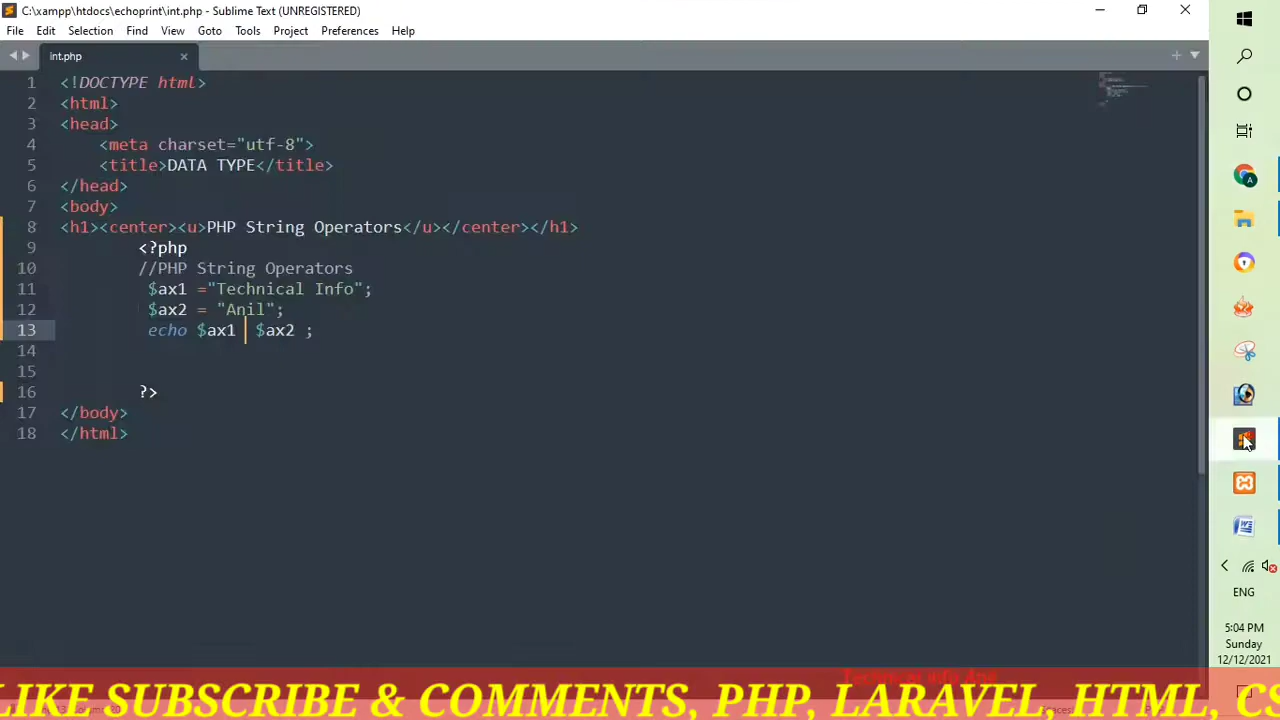 C:\xampp\htdocs\echoprint\int.php - Sublime Text (UNREGISTERED)
File Edit Selection Find View Goto Tools Project Preferences Help
int.php
1 <!DOCTYPE html>
2 <html>
3 <head>
4 <meta charset="utf-8">
5 <title>DATA TYPE</title>
6 </head>
7 <body>
8 <h1><center><u>PHP String Operators</u></center></h1>
9 <?php
10 //PHP String Operators
11 $ax1 ="Technical Info";
12 $ax2 = "Anil";
13 echo $ax1  $ax2 ;
14
15
16 ?>
17 </body>
18 </html>
ENG
5:04 PM
Sunday
12/12/2021
LIKE SUBSCRIBE & COMMENTS, PHP, LARAVEL, HTML, CS